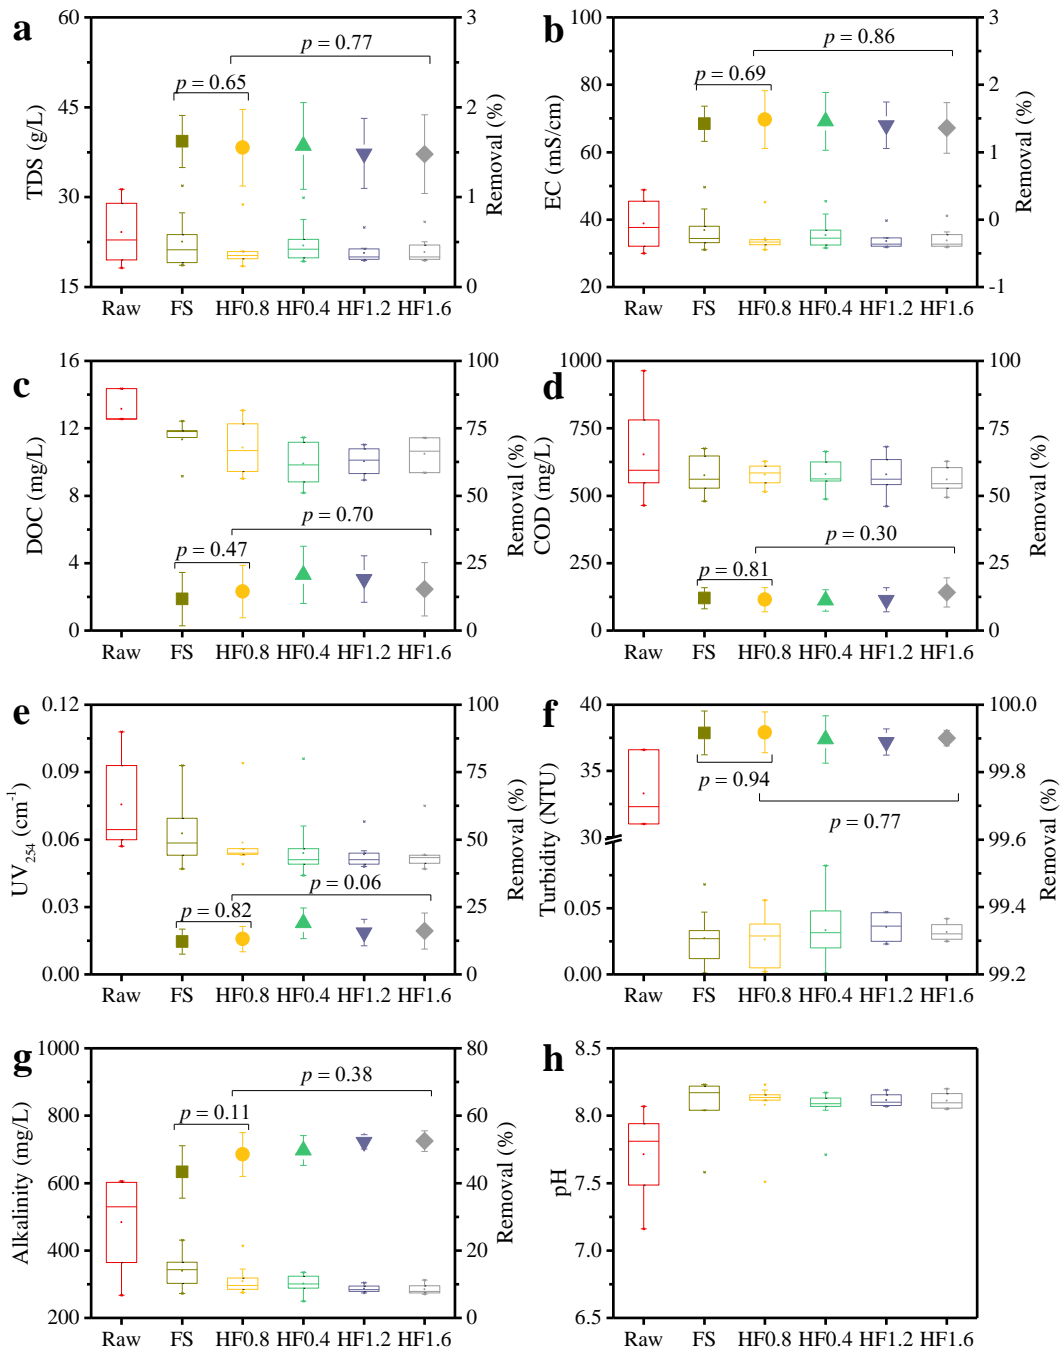 a
60
45
30
15
TDS (g/L)
p = 0.77
p = 0.65
3
2
1
0
Removal (%)
Raw FS HF0.8 HF0.4 HF1.2 HF1.6
b
100
80
60
40
20
EC (mS/cm)
p = 0.86
p = 0.69
3
2
1
-0
-1
Removal (%)
Raw FS HF0.8 HF0.4 HF1.2 HF1.6
c
16
12
8
4
0
DOC (mg/L)
p = 0.70
p = 0.47
100
75
50
25
0
Removal (%)
Raw FS HF0.8 HF0.4 HF1.2 HF1.6
d
1000
750
500
250
0
COD (mg/L)
p = 0.30
p = 0.81
100
75
50
25
0
Removal (%)
Raw FS HF0.8 HF0.4 HF1.2 HF1.6
e
0.12
0.09
0.06
0.03
0.00
UV254 (cm-1)
p = 0.06
p = 0.82
100
75
50
25
0
Removal (%)
Raw FS HF0.8 HF0.4 HF1.2 HF1.6
f
40
35
30
0.05
0.00
Turbidity (NTU)
p = 0.94
p = 0.77
100.0
99.8
99.6
99.4
99.2
Removal (%)
Raw FS HF0.8 HF0.4 HF1.2 HF1.6
g
1000
800
600
400
200
Alkalinity (mg/L)
p = 0.38
p = 0.11
80
60
40
20
0
Removal (%)
Raw FS HF0.8 HF0.4 HF1.2 HF1.6
h
8.5
8.0
7.5
7.0
6.5
pH
Raw FS HF0.8 HF0.4 HF1.2 HF1.6